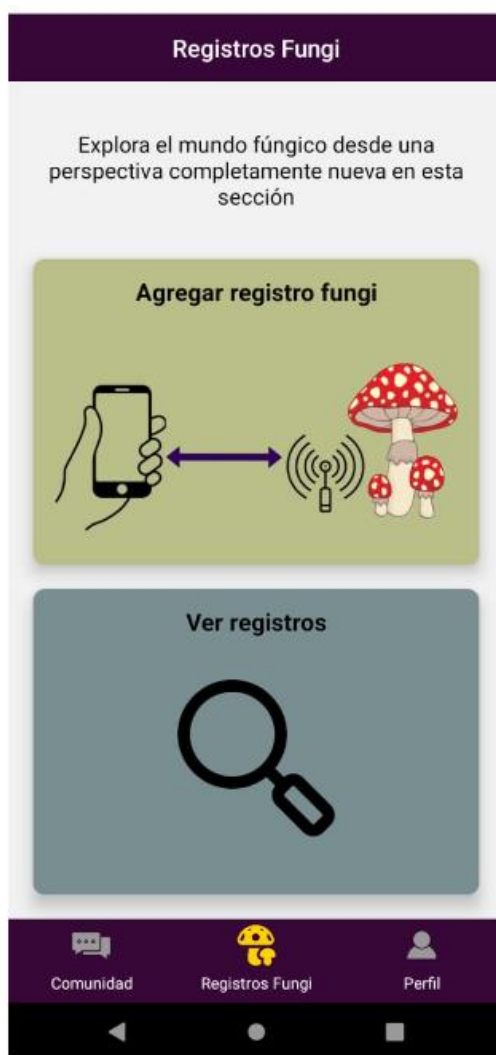 Registros Fungi
Explora el mundo fúngico desde una
perspectiva completamente nueva en esta
sección
Agregar registro fungi
Ver registros
Comunidad
Registros Fungi
Perfil